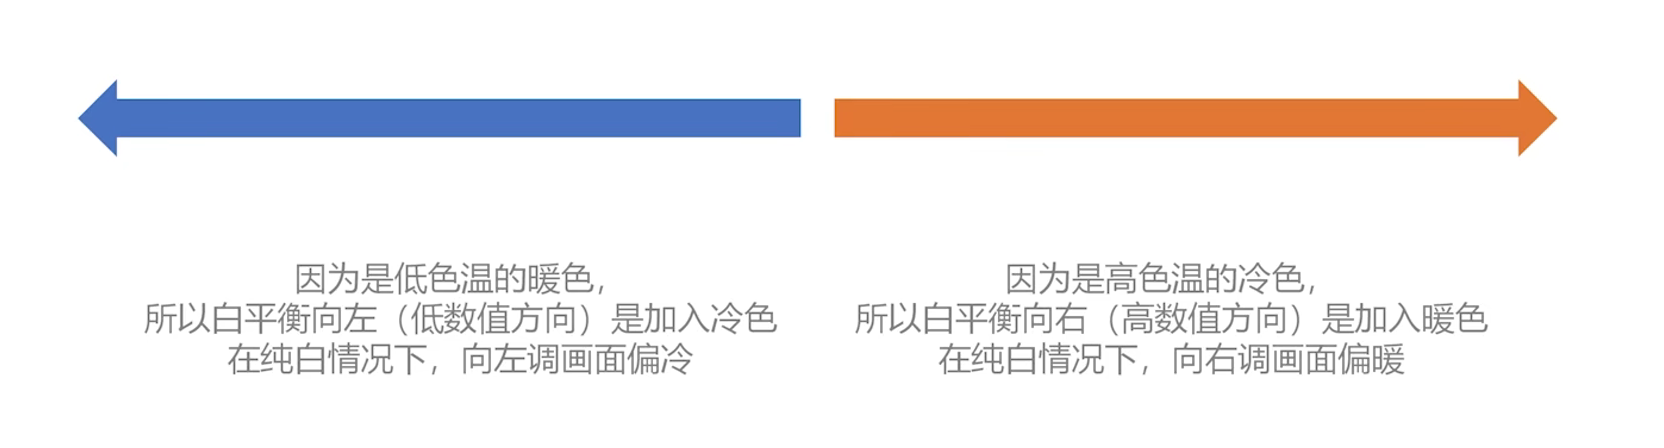 因为是低色温的暖色，
所以白平衡向左（低数值方向）是加入冷色
在纯白情况下，向左调画面偏冷
因为是高色温的冷色，
所以白平衡向右（高数值方向）是加入暖色
在纯白情况下，向右调画面偏暖